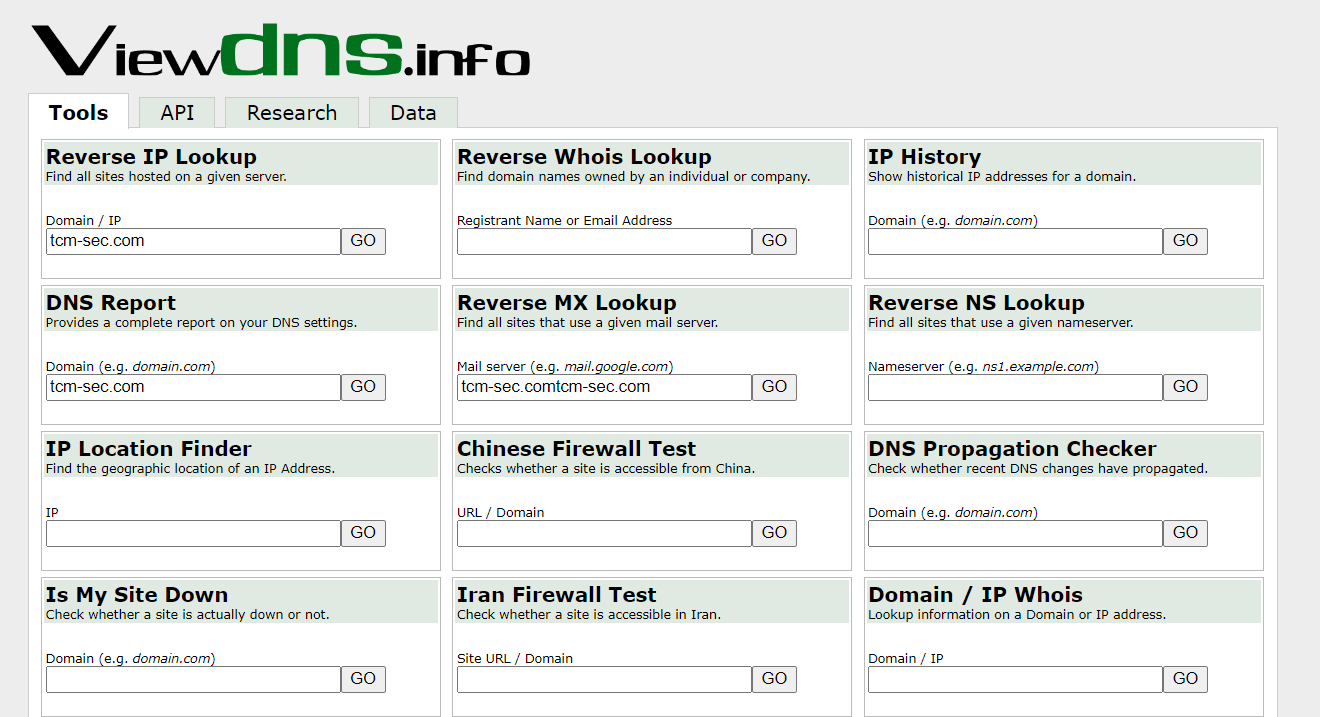 Viewdns.info
Tools API Research Data
Reverse IP Lookup
Find all sites hosted on a given server.
Domain / IP
tcm-sec.com GO
Reverse Whois Lookup
Find domain names owned by an individual or company.
Registrant Name or Email Address
GO
IP History
Show historical IP addresses for a domain.
Domain (e.g. domain.com)
GO
DNS Report
Provides a complete report on your DNS settings.
Domain (e.g. domain.com)
tcm-sec.com GO
Reverse MX Lookup
Find all sites that use a given mail server.
Mail server (e.g. mail.google.com)
tcm-sec.comtcm-sec.com GO
Reverse NS Lookup
Find all sites that use a given nameserver.
Nameserver (e.g. ns1.example.com)
GO
IP Location Finder
Find the geographic location of an IP Address.
IP
GO
Chinese Firewall Test
Checks whether a site is accessible from China.
URL / Domain
GO
DNS Propagation Checker
Check whether recent DNS changes have propagated.
Domain (e.g. domain.com)
GO
Is My Site Down
Check whether a site is actually down or not.
Domain (e.g. domain.com)
GO
Iran Firewall Test
Check whether a site is accessible in Iran.
Site URL / Domain
GO
Domain / IP Whois
Lookup information on a Domain or IP address.
Domain / IP
GO